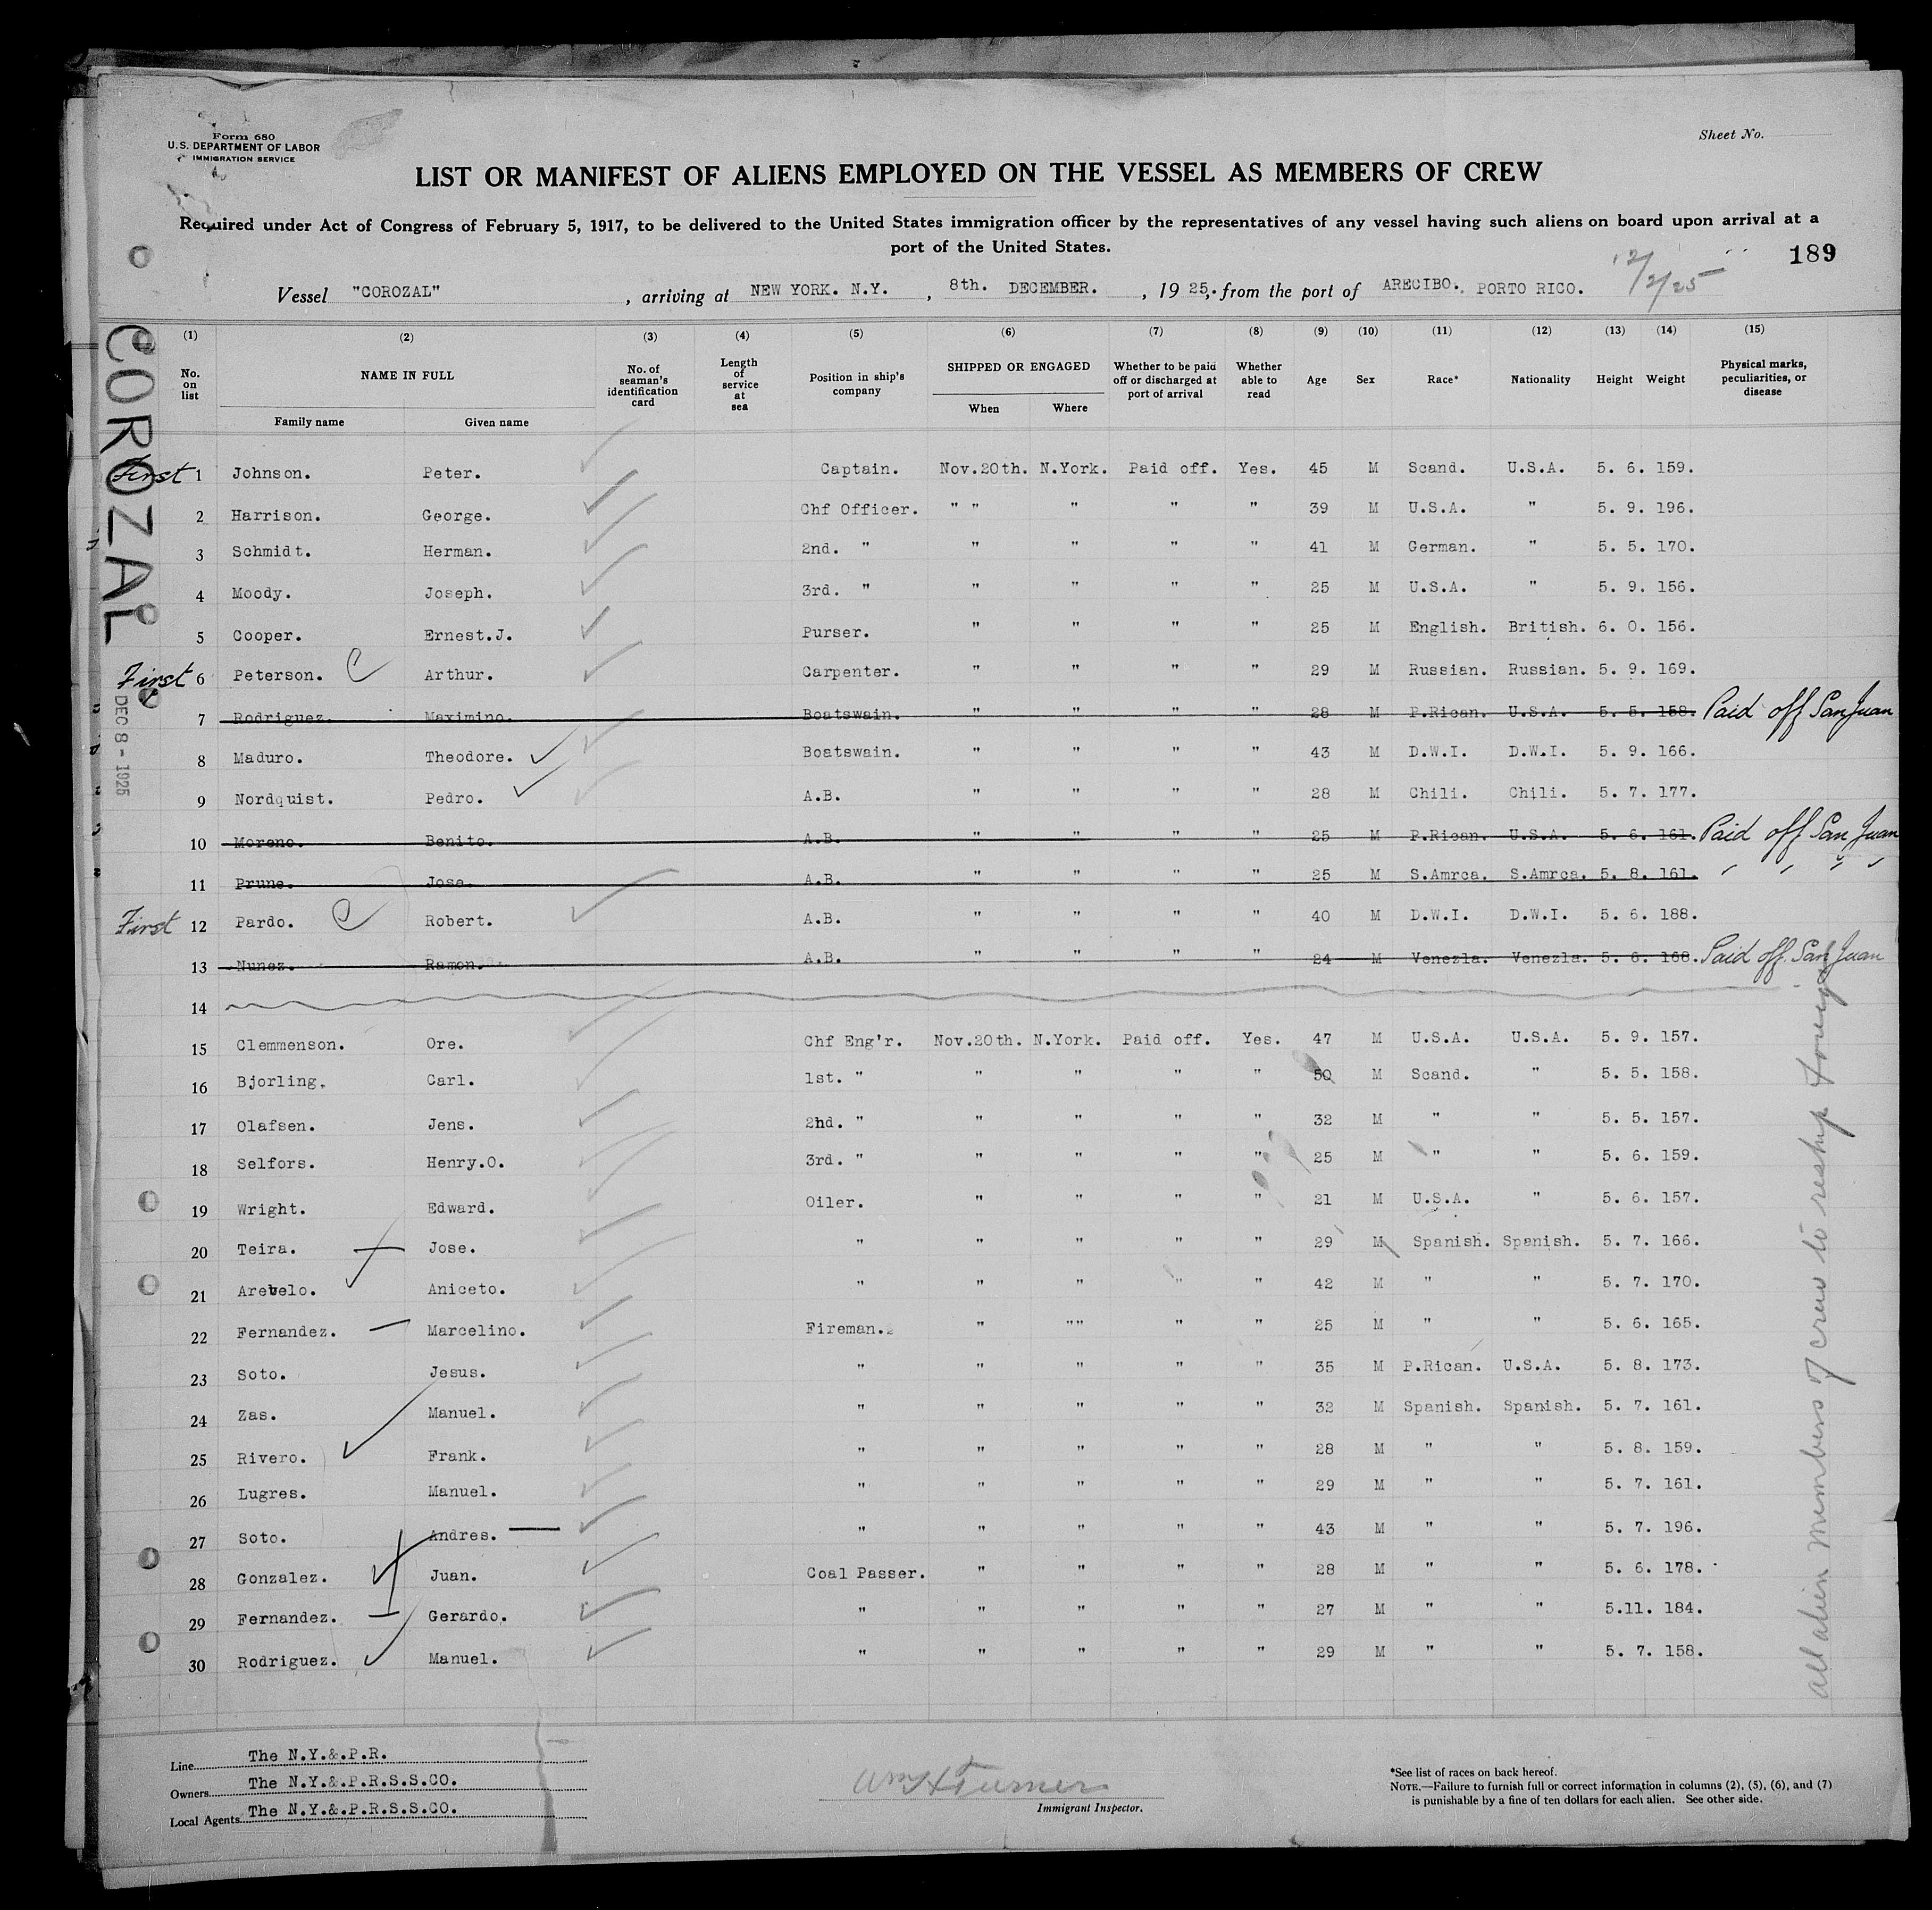 Form 680
U.S. DEPARTMENT OF LABOR
IMMIGRATION SERVICE
Sheet No.
LIST OR MANIFEST OF ALIENS EMPLOYED ON THE VESSEL AS MEMBERS OF CREW
Required under Act of Congress of February 5, 1917, to be delivered to the United States immigration officer by the representatives of any vessel having such aliens on board upon arrival at a
port of the United States.
189
12/2/25
Vessel "COROZAL", arriving at NEW YORK. N.Y., 8th. DECEMBER., 1925, from the port of ARECIBO. PORTO RICO.
COROZAL
DEC 8 - 1925
(1) (2) (3) (4) (5) (6) (7) (8) (9) (10) (11) (12) (13) (14) (15)
No. on list
NAME IN FULL
Family name Given name
No. of seaman's identification card
Length of service at sea
Position in ship's company
SHIPPED OR ENGAGED
When Where
Whether to be paid off or discharged at port of arrival
Whether able to read
Age Sex Race* Nationality Height Weight
Physical marks, peculiarities, or disease
First 1 Johnson. Peter. Captain. Nov.20th. N.York. Paid off. Yes. 45 M Scand. U.S.A. 5. 6. 159.
2 Harrison. George. Chf Officer. " " " " " 39 M U.S.A. " 5. 9. 196.
3 Schmidt. Herman. 2nd. " " " " " 41 M German. " 5. 5. 170.
4 Moody. Joseph. 3rd. " " " " " 25 M U.S.A. " 5. 9. 156.
5 Cooper. Ernest.J. Purser. " " " " 25 M English. British. 6. 0. 156.
First 6 Peterson. Arthur. Carpenter. " " " " 29 M Russian. Russian. 5. 9. 169.
7 Rodriguez. Maximino. Boatswain. " " " " 28 M P.Rican. U.S.A. 5. 5. 158. Paid off San Juan
8 Maduro. Theodore. Boatswain. " " " " 43 M D.W.I. D.W.I. 5. 9. 166.
9 Nordquist. Pedro. A.B. " " " " 28 M Chili. Chili. 5. 7. 177.
10 Moreno. Benito. A.B. " " " " 25 M P.Rican. U.S.A. 5. 6. 161. Paid off San Juan
11 Prune. Jose. A.B. " " " " 25 M S.Amrca. S.Amrca. 5. 8. 161. " " " "
First 12 Pardo. Robert. A.B. " " " " 40 M D.W.I. D.W.I. 5. 6. 188.
13 Nunez. Ramon. A.B. " " " " 24 M Venezla. Venezla. 5. 6. 168. Paid off San Juan
14
15 Clemmenson. Ore. Chf Eng'r. Nov.20th. N.York. Paid off. Yes. 47 M U.S.A. U.S.A. 5. 9. 157.
16 Bjorling. Carl. 1st. " " " " " 50 M Scand. " 5. 5. 158.
17 Olafsen. Jens. 2hd. " " " " " 32 M " " 5. 5. 157.
18 Selfors. Henry.O. 3rd. " " " " " 25 M " " 5. 6. 159.
19 Wright. Edward. Oiler. " " " " 21 M U.S.A. " 5. 6. 157.
20 Teira. Jose. " " " " " 29 M Spanish. Spanish. 5. 7. 166.
21 Arevelo. Aniceto. " " " " " 42 M " " 5. 7. 170.
22 Fernandez. Marcelino. Fireman. " "" " " 25 M " " 5. 6. 165.
23 Soto. Jesus. " " " " " 35 M P.Rican. U.S.A. 5. 8. 173.
24 Zas. Manuel. " " " " " 32 M Spanish. Spanish. 5. 7. 161.
25 Rivero. Frank. " " " " " 28 M " " 5. 8. 159.
26 Lugres. Manuel. " " " " " 29 M " " 5. 7. 161.
27 Soto. Andres. " " " " " 43 M " " 5. 7. 196.
28 Gonzalez. Juan. Coal Passer. " " " " 28 M " " 5. 6. 178.
29 Fernandez. Gerardo. " " " " " 27 M " " 5.11. 184.
30 Rodriguez. Manuel. " " " " " 29 M " " 5. 7. 158.
All alien members of crew to reship foreign
Line The N.Y.&.P.R.
Owners The N.Y.&.P.R.S.S.CO.
Local Agents The N.Y.&.P.R.S.S.CO.
Wm H Turner
Immigrant Inspector.
*See list of races on back hereof.
NOTE.—Failure to furnish full or correct information in columns (2), (5), (6), and (7)
is punishable by a fine of ten dollars for each alien. See other side.